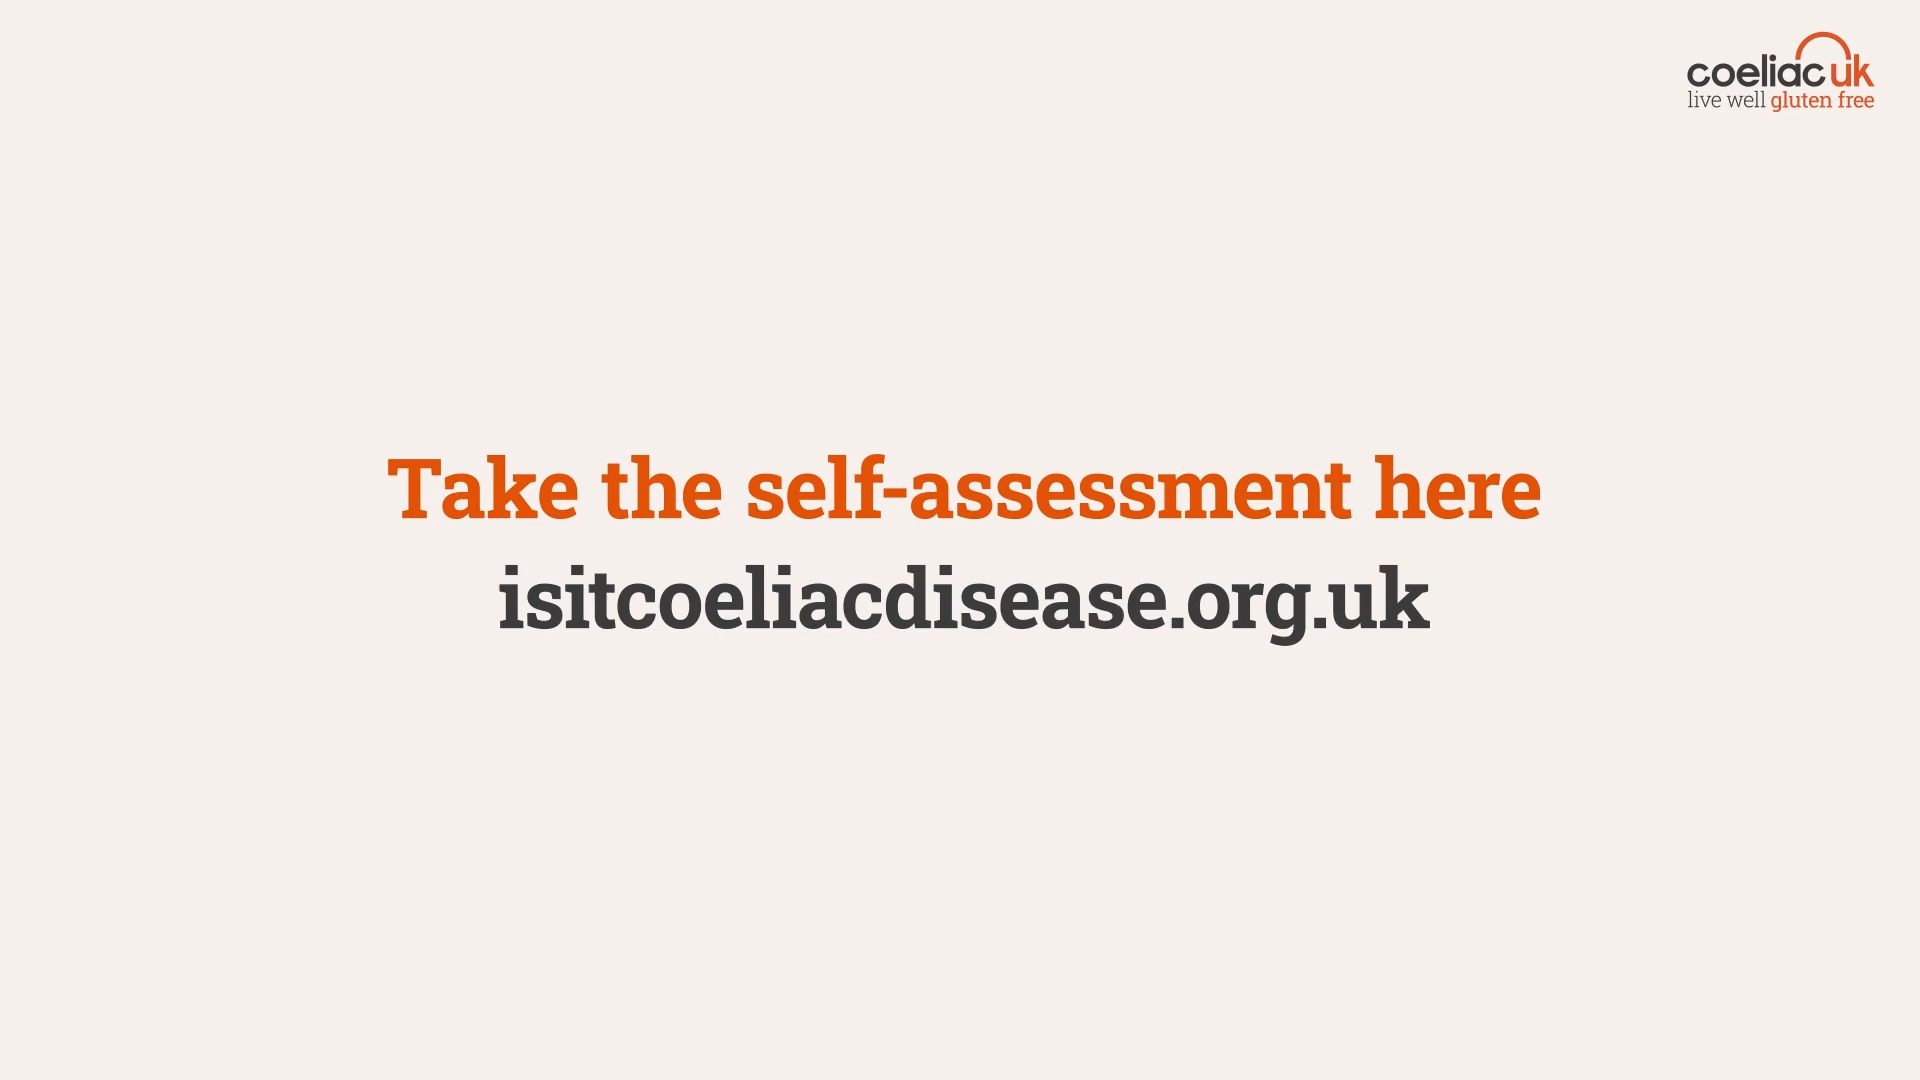 coeliac uk
live well gluten free
Take the self-assessment here
isitcoeliacdisease.org.uk